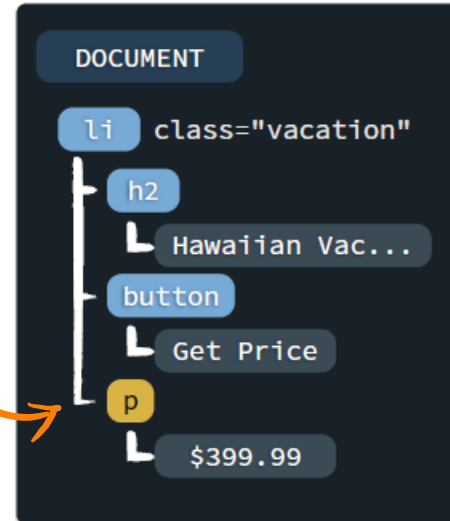 DOCUMENT
li class="vacation"
h2
Hawaiian Vac...
button
Get Price
p
$399.99